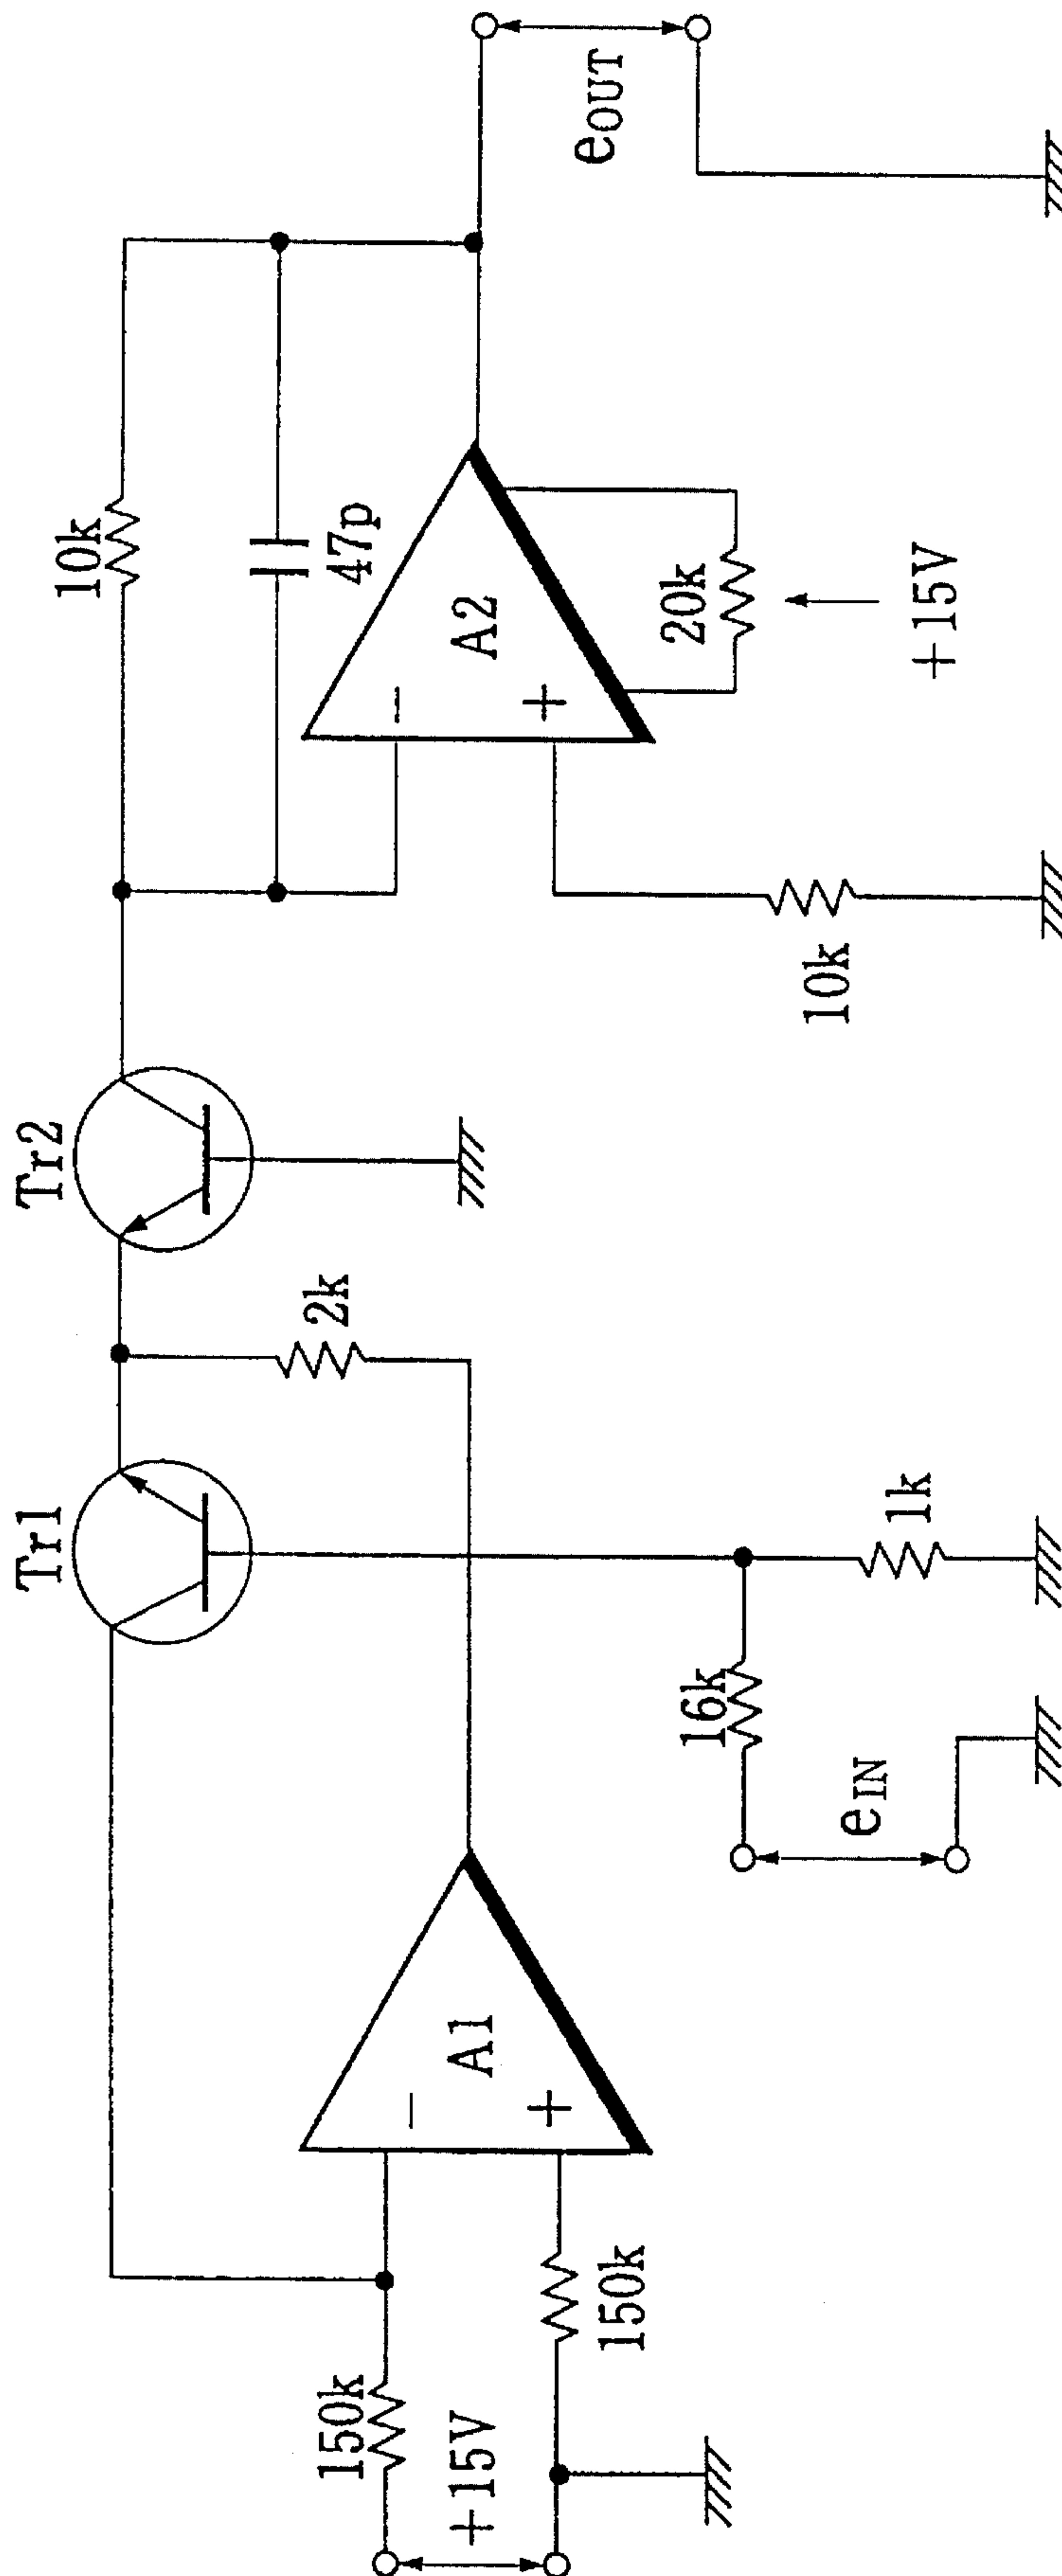 Tr1
Tr2
10k
47p
2k
A1
−
+
A2
−
+
150k
+15V
150k
16k
eIN
1k
10k
20k
+15V
eOUT